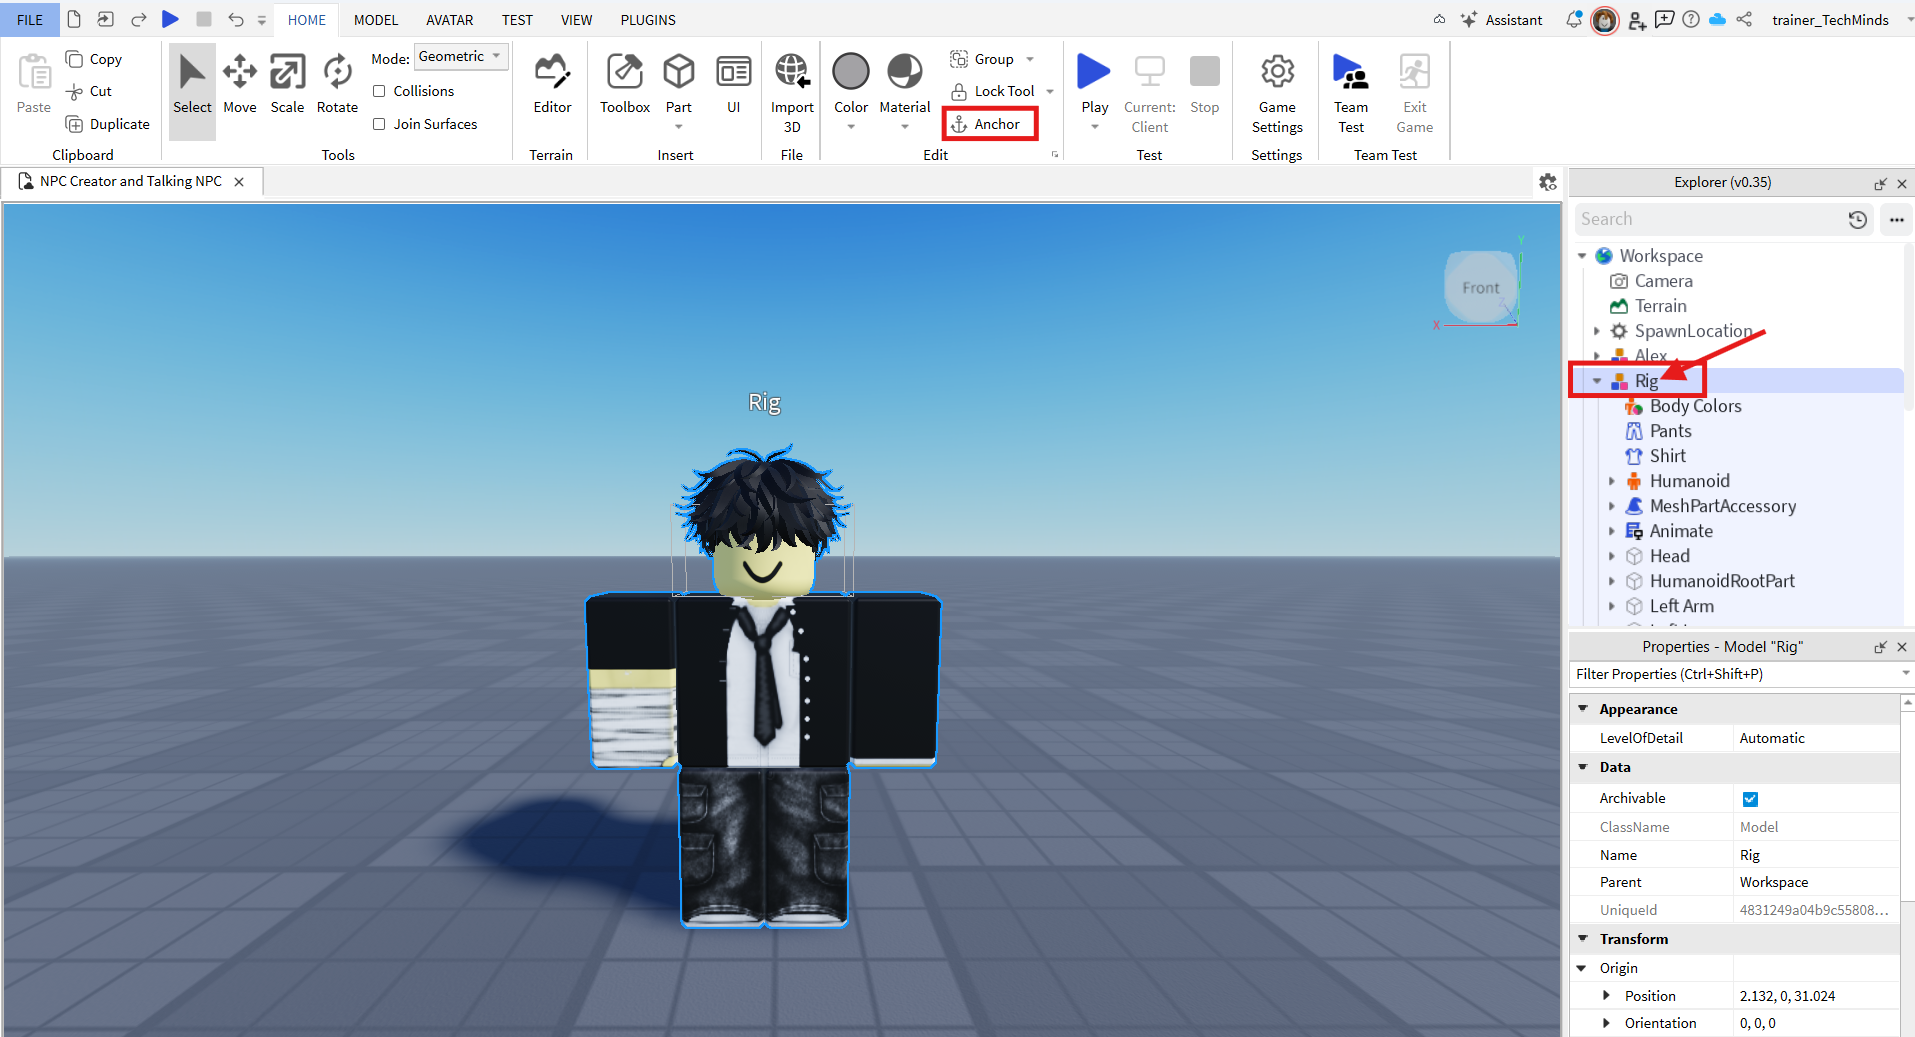 FILE
HOME
MODEL
AVATAR
TEST
VIEW
PLUGINS
Assistant
trainer_TechMinds
Paste
Copy
Cut
Duplicate
Clipboard
Select
Move
Scale
Rotate
Mode: Geometric
Collisions
Join Surfaces
Tools
Editor
Terrain
Toolbox
Part
UI
Insert
Import
3D
File
Color
Material
Group
Lock Tool
Anchor
Edit
Play
Current:
Client
Stop
Test
Game
Settings
Settings
Team
Test
Exit
Game
Team Test
NPC Creator and Talking NPC
Rig
Front
X
Y
Z
Explorer (v0.35)
Search
Workspace
Camera
Terrain
SpawnLocation
Alex
Rig
Body Colors
Pants
Shirt
Humanoid
MeshPartAccessory
Animate
Head
HumanoidRootPart
Left Arm
Properties - Model "Rig"
Filter Properties (Ctrl+Shift+P)
Appearance
LevelOfDetail Automatic
Data
Archivable
ClassName Model
Name Rig
Parent Workspace
UniqueId 4831249a04b9c55808...
Transform
Origin
Position 2.132, 0, 31.024
Orientation 0, 0, 0